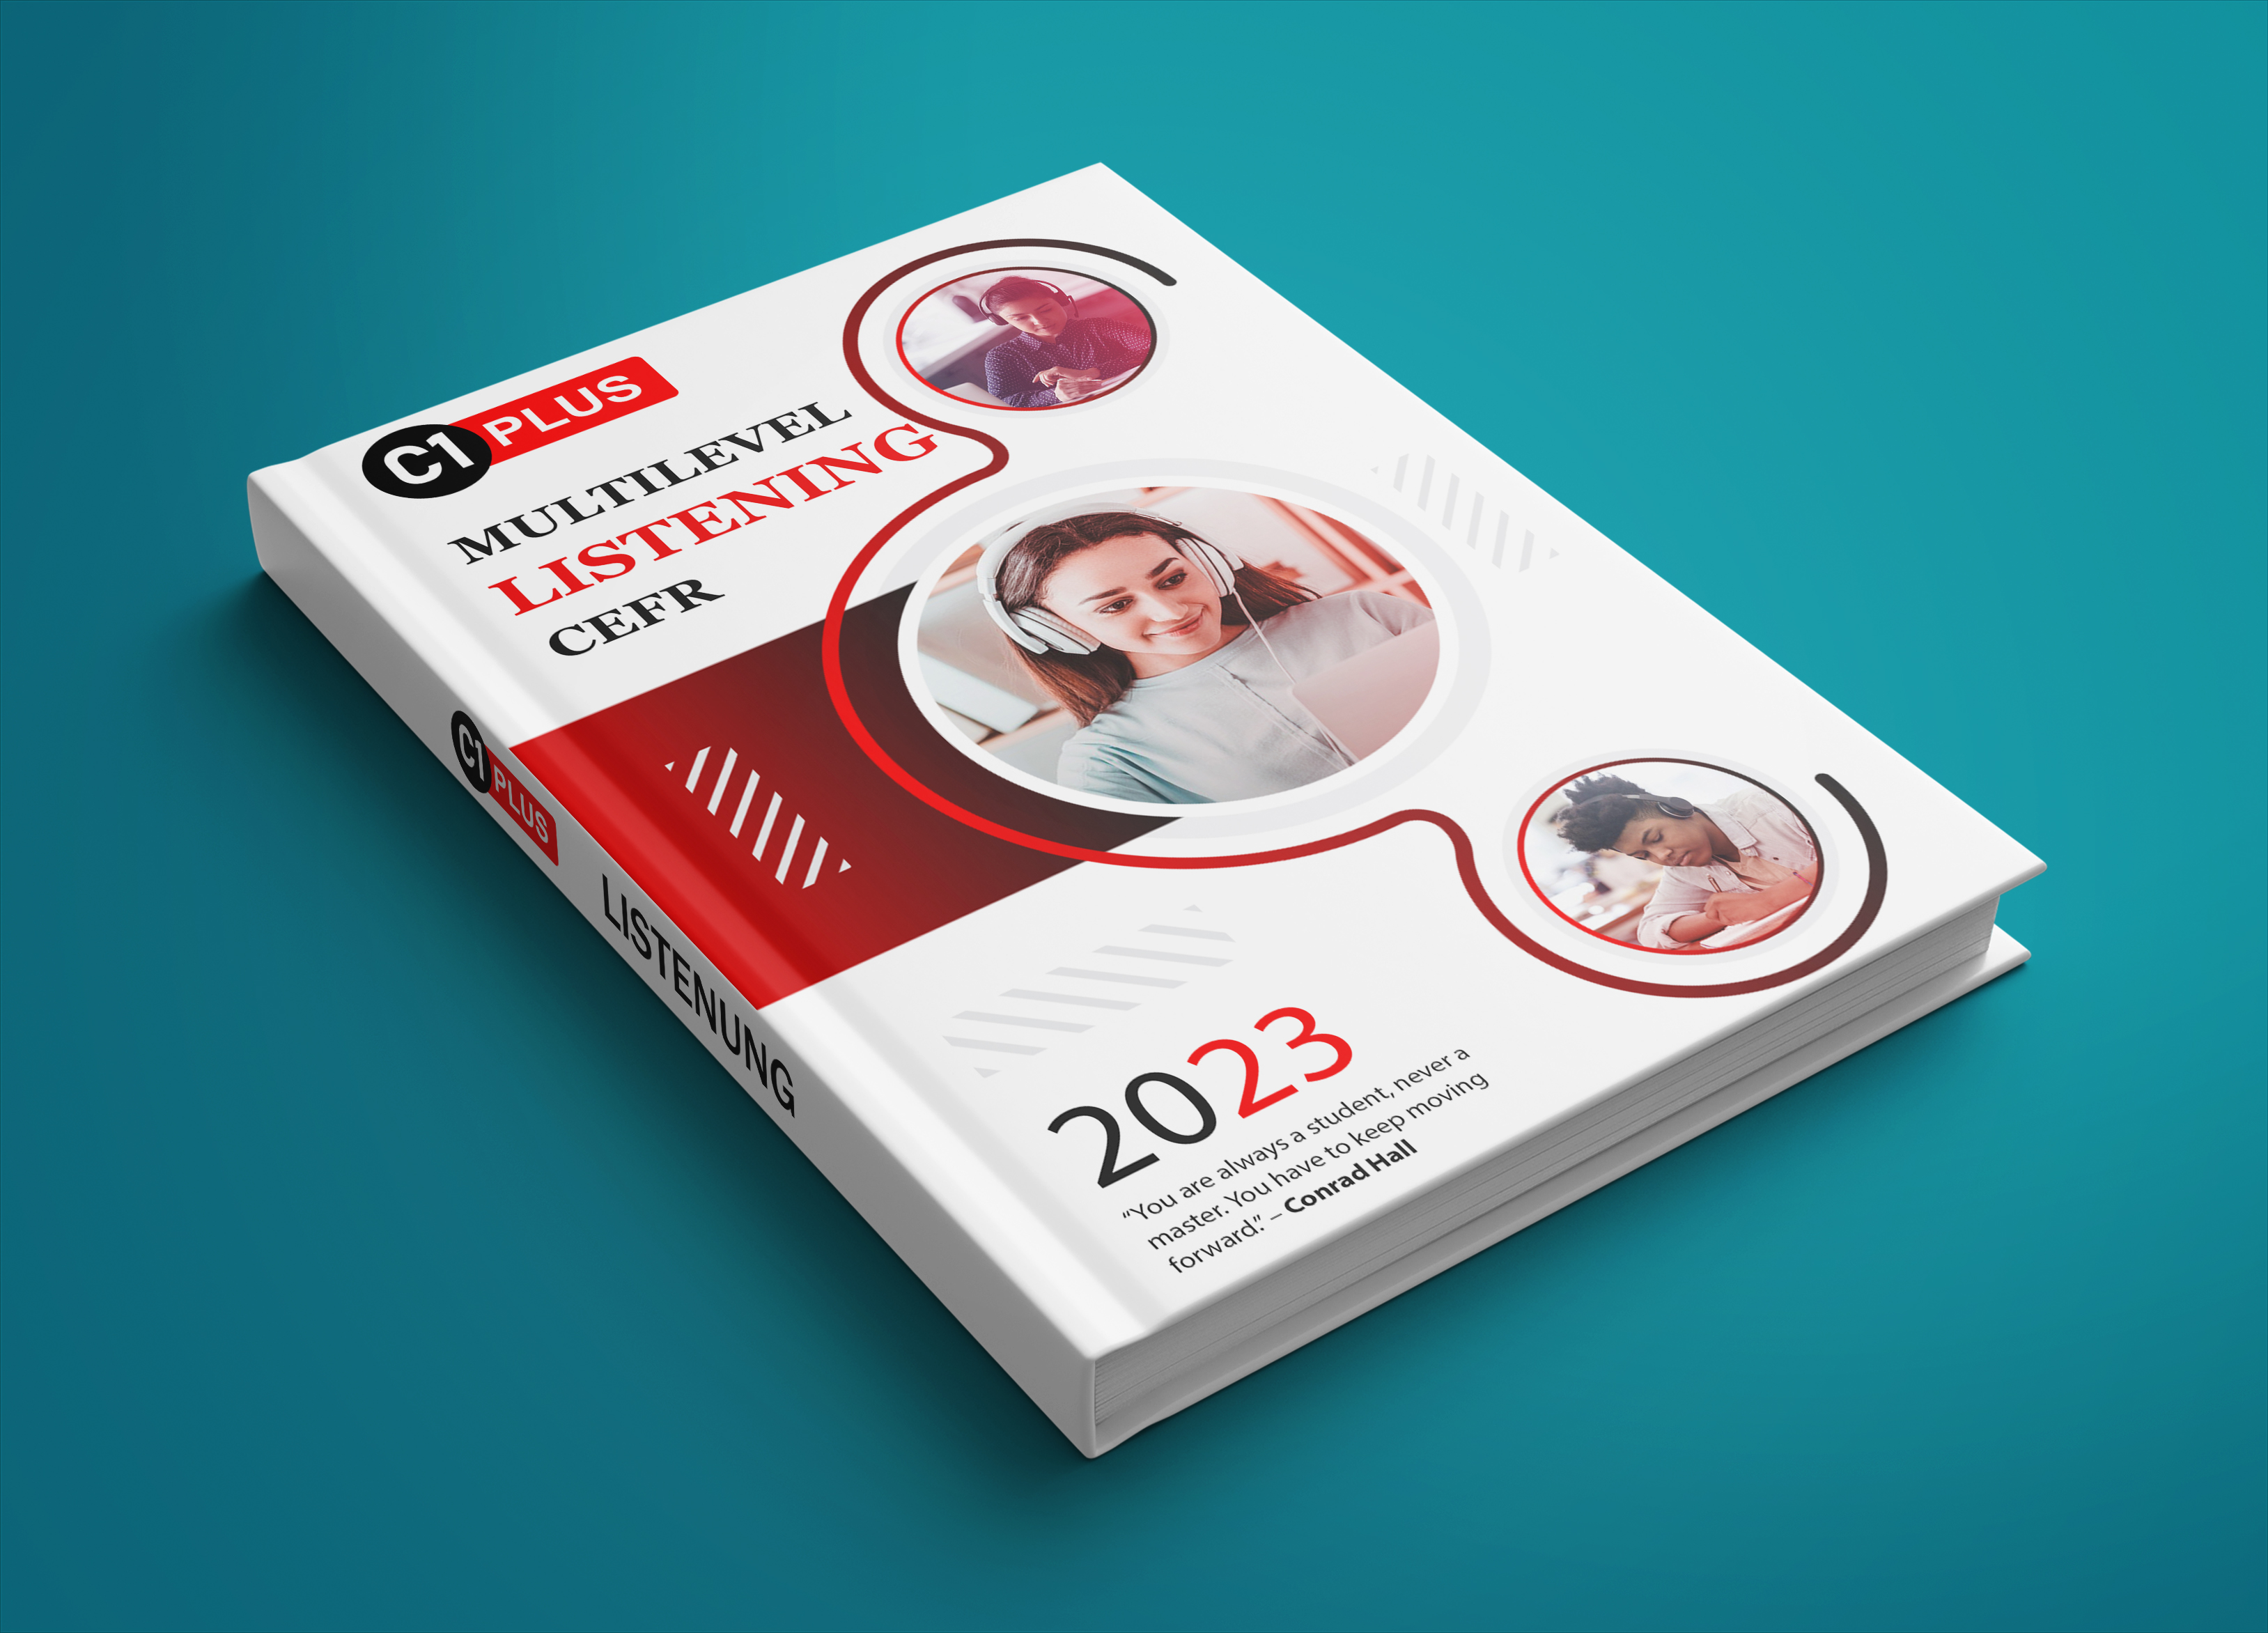 C1 PLUS
MULTILEVEL
LISTENING
CEFR
2023
“You are always a student, never a
master. You have to keep moving
forward”. – Conrad Hall
C1 PLUS LISTENUNG